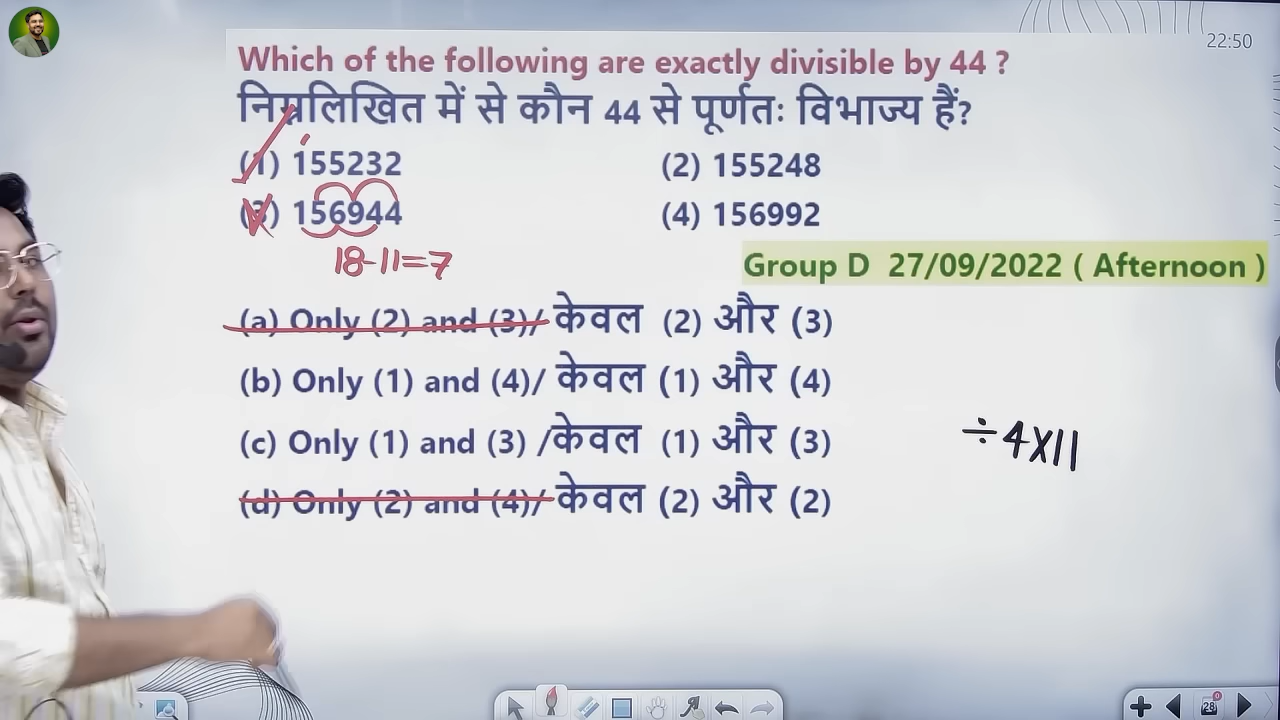 22:50
Which of the following are exactly divisible by 44 ?
निम्नलिखित में से कौन 44 से पूर्णतः विभाज्य हैं?
(1) 155232 (2) 155248
(3) 156944 (4) 156992
18-11=7
Group D 27/09/2022 ( Afternoon )
(a) Only (2) and (3)/ केवल (2) और (3)
(b) Only (1) and (4)/ केवल (1) और (4)
(c) Only (1) and (3) /केवल (1) और (3)
÷4X11
(d) Only (2) and (4)/ केवल (2) और (2)
28